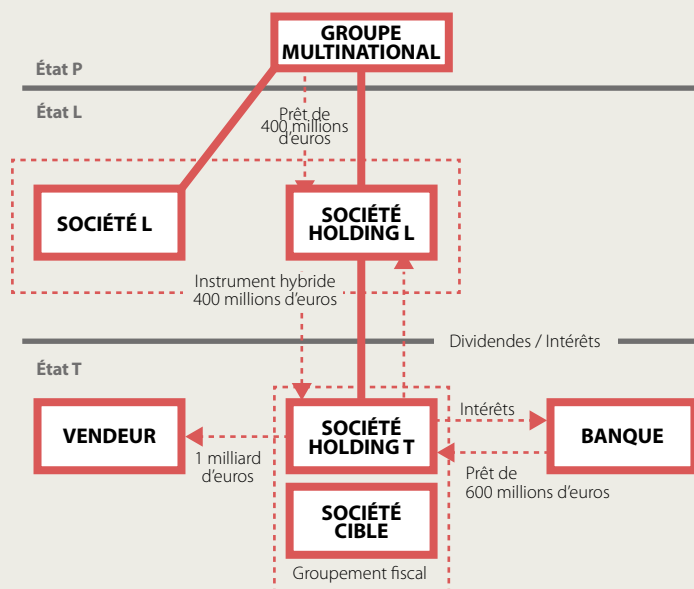 GROUPE
MULTINATIONAL
État P
État L
Prêt de
400 millions
d'euros
SOCIÉTÉ L
SOCIÉTÉ
HOLDING L
Instrument hybride
400 millions d'euros
Dividendes / Intérêts
État T
VENDEUR
1 milliard
d'euros
SOCIÉTÉ
HOLDING T
Intérêts
Prêt de
600 millions d'euros
BANQUE
SOCIÉTÉ
CIBLE
Groupement fiscal